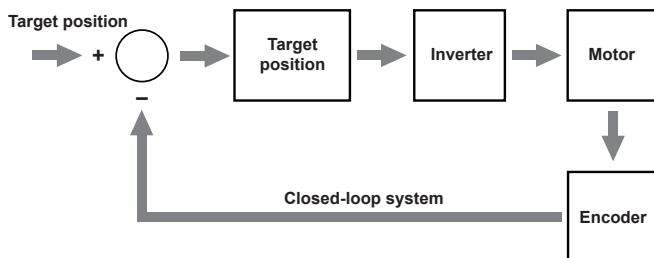 Target position
+
−
Target
position
Inverter
Motor
Encoder
Closed-loop system